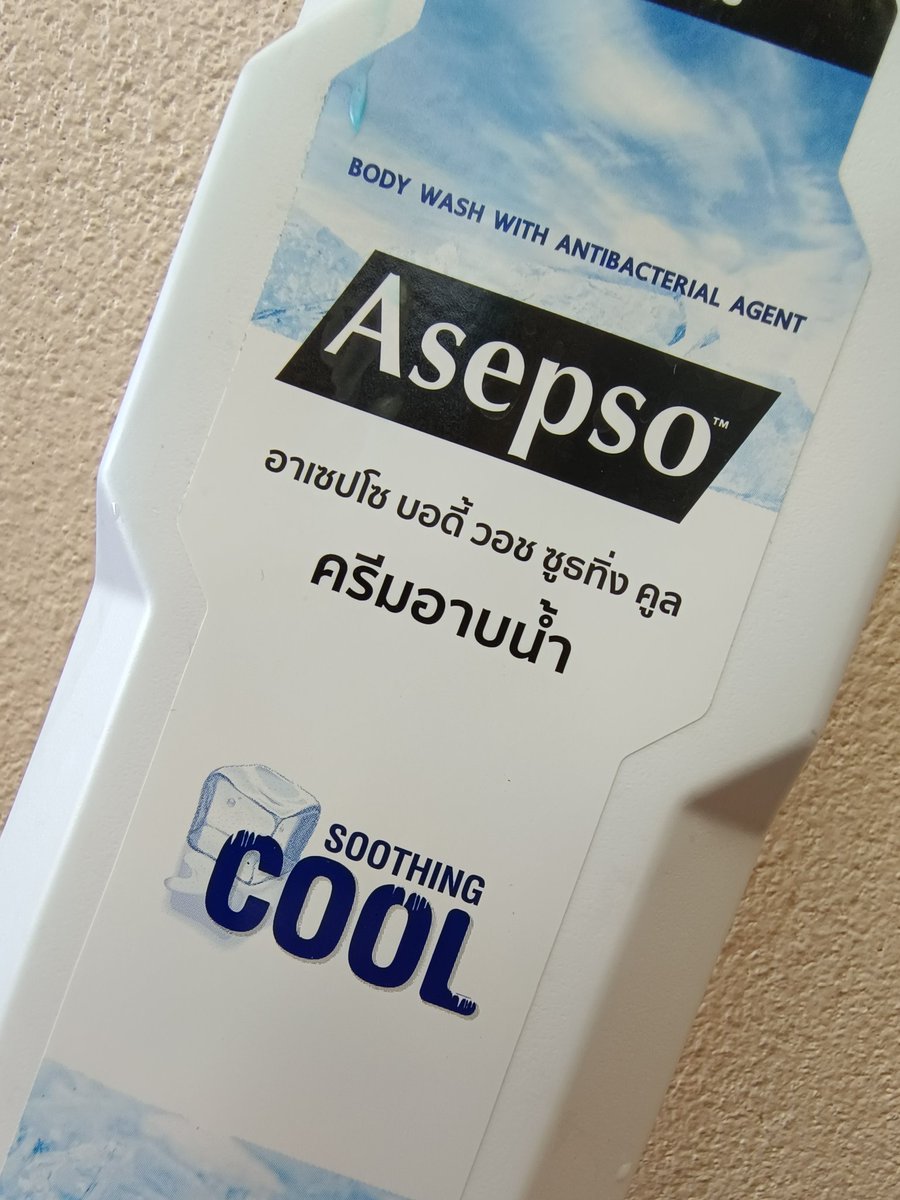 BODY WASH WITH ANTIBACTERIAL AGENT
Asepso™
อาเซปโซ บอดี้ วอช ซูธทิ่ง คูล
ครีมอาบน้ำ
SOOTHING
COOL